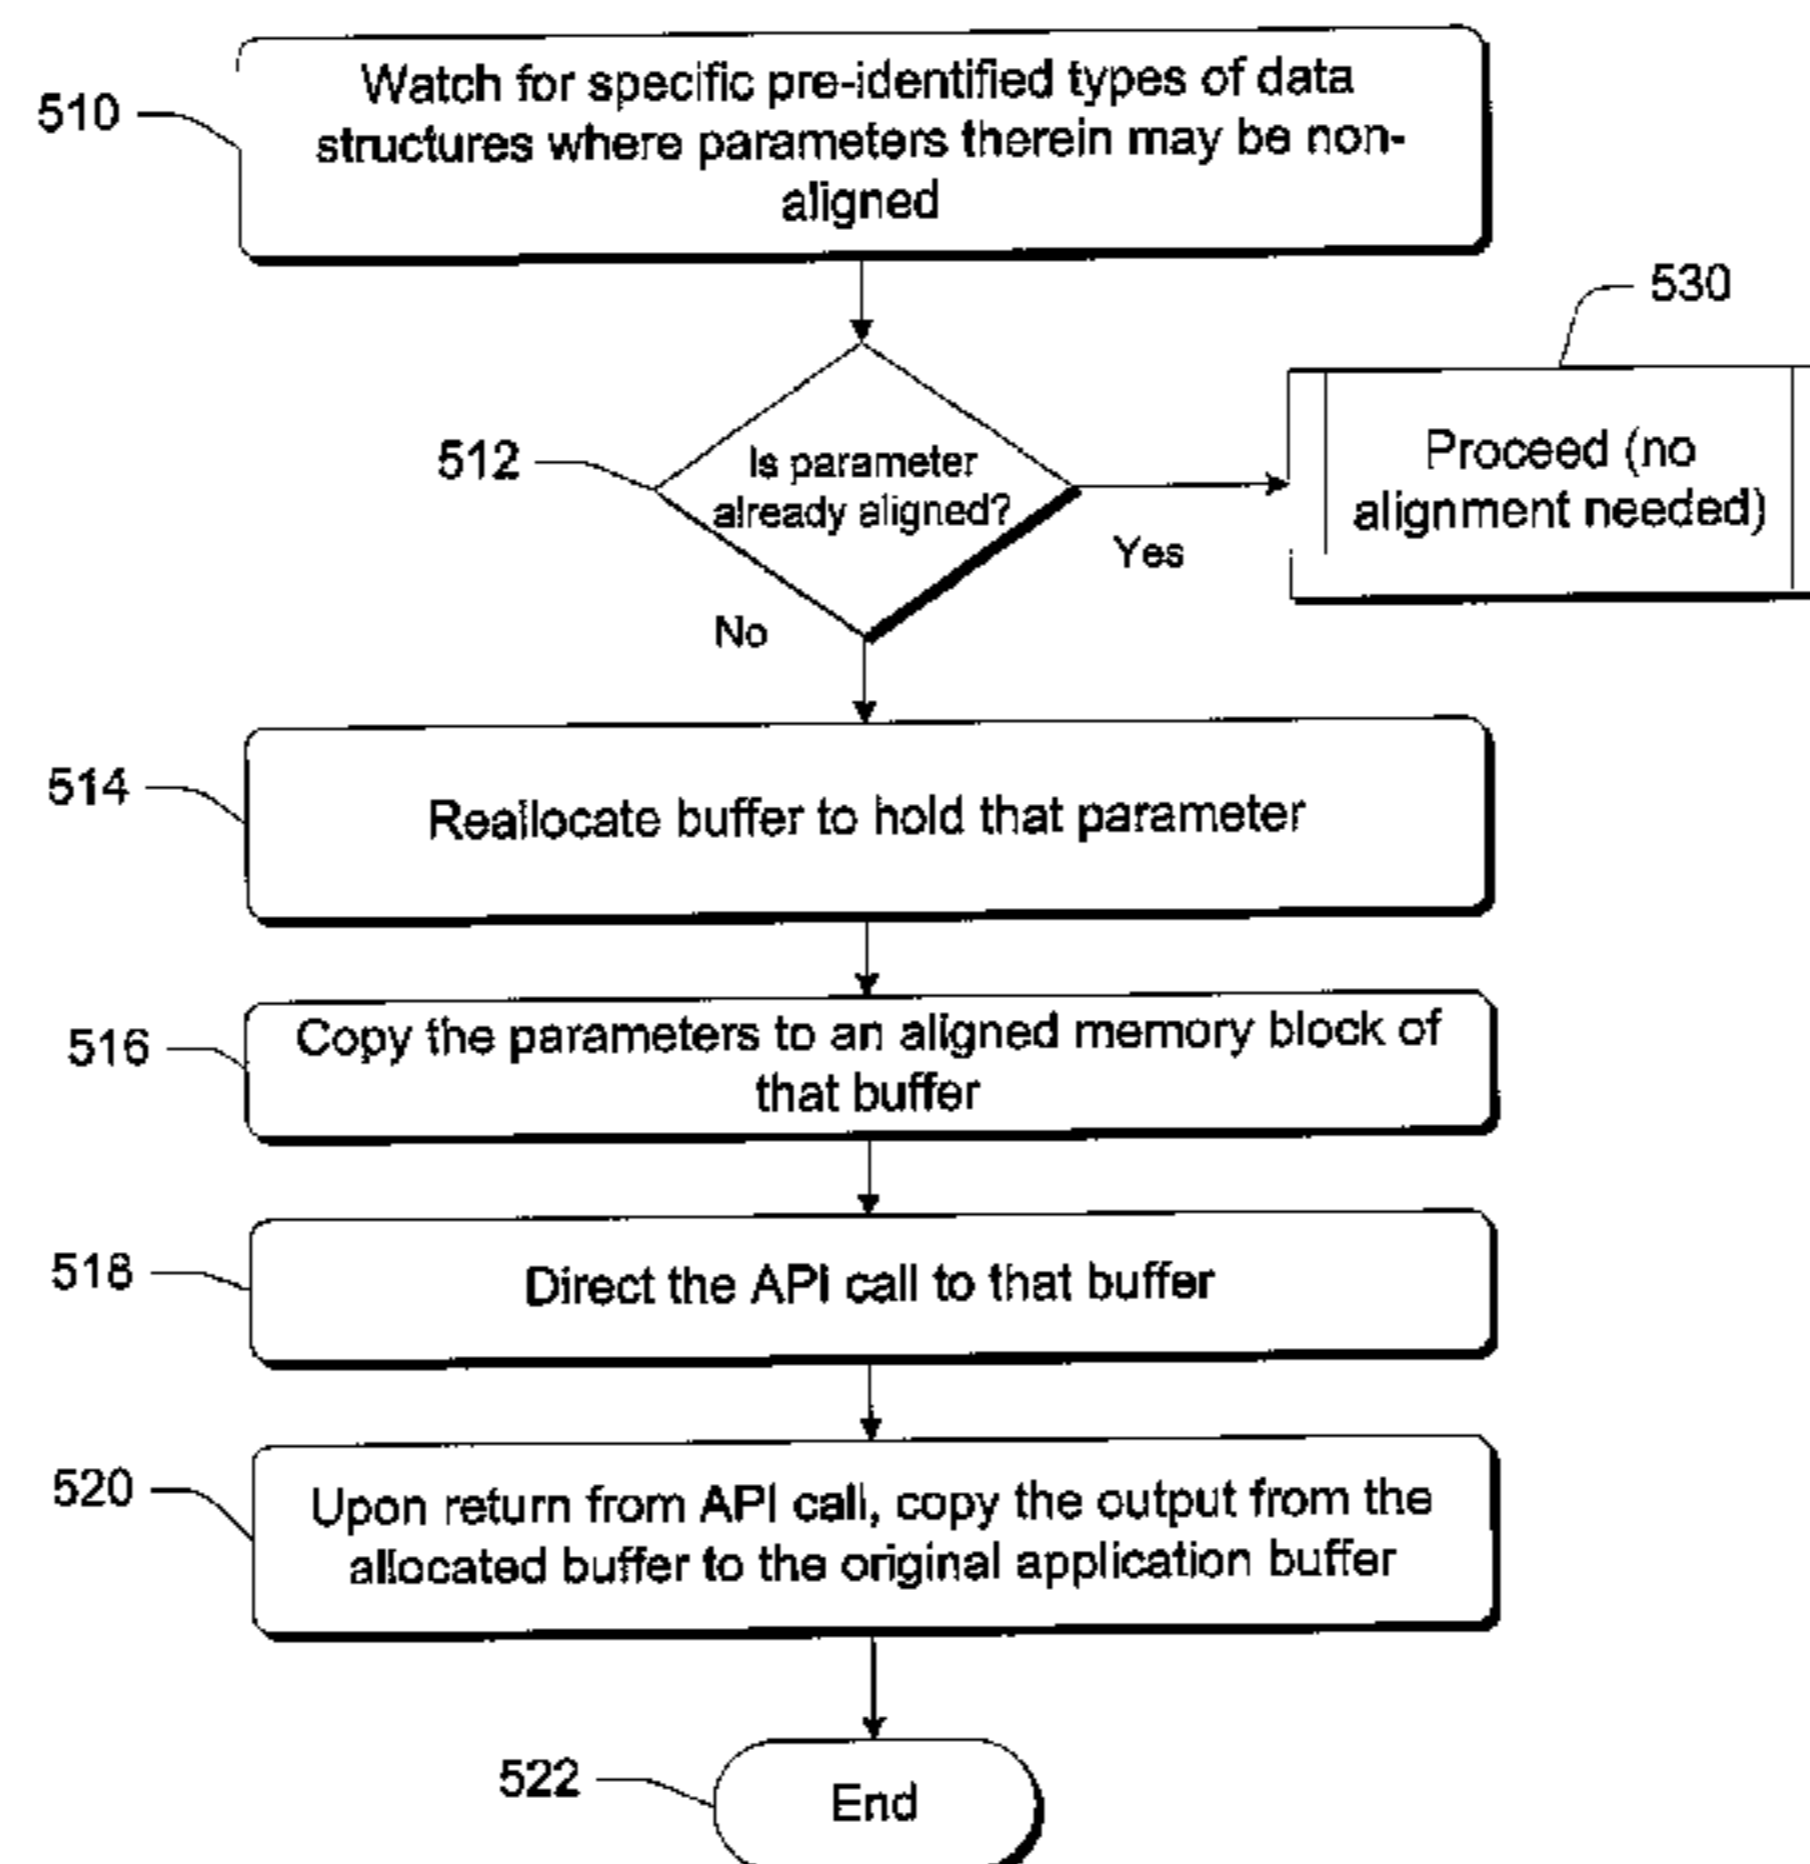 510
Watch for specific pre-identified types of data
structures where parameters therein may be non-
aligned
530
512
Is parameter
already aligned?
Proceed (no
alignment needed)
Yes
No
514
Reallocate buffer to hold that parameter
516
Copy the parameters to an aligned memory block of
that buffer
518
Direct the API call to that buffer
520
Upon return from API call, copy the output from the
allocated buffer to the original application buffer
522
End